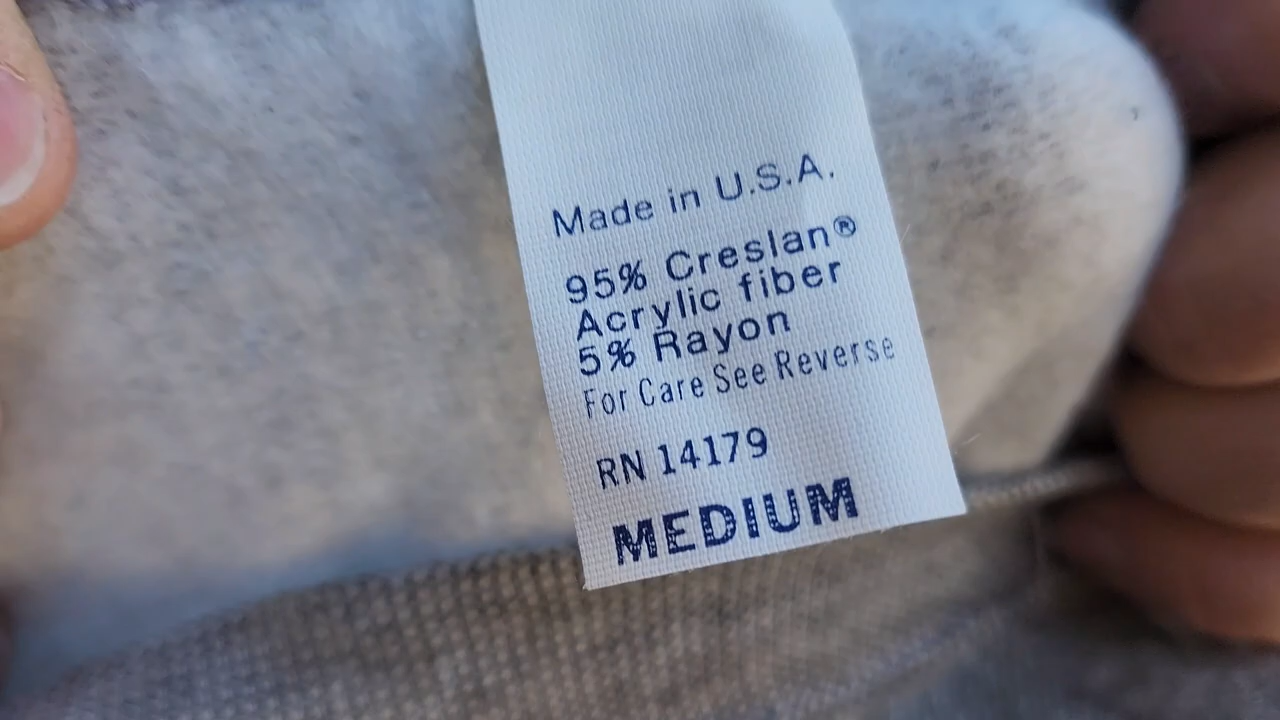 Made in U.S.A.
95% Creslan®
Acrylic fiber
5% Rayon
For Care See Reverse
RN 14179
MEDIUM